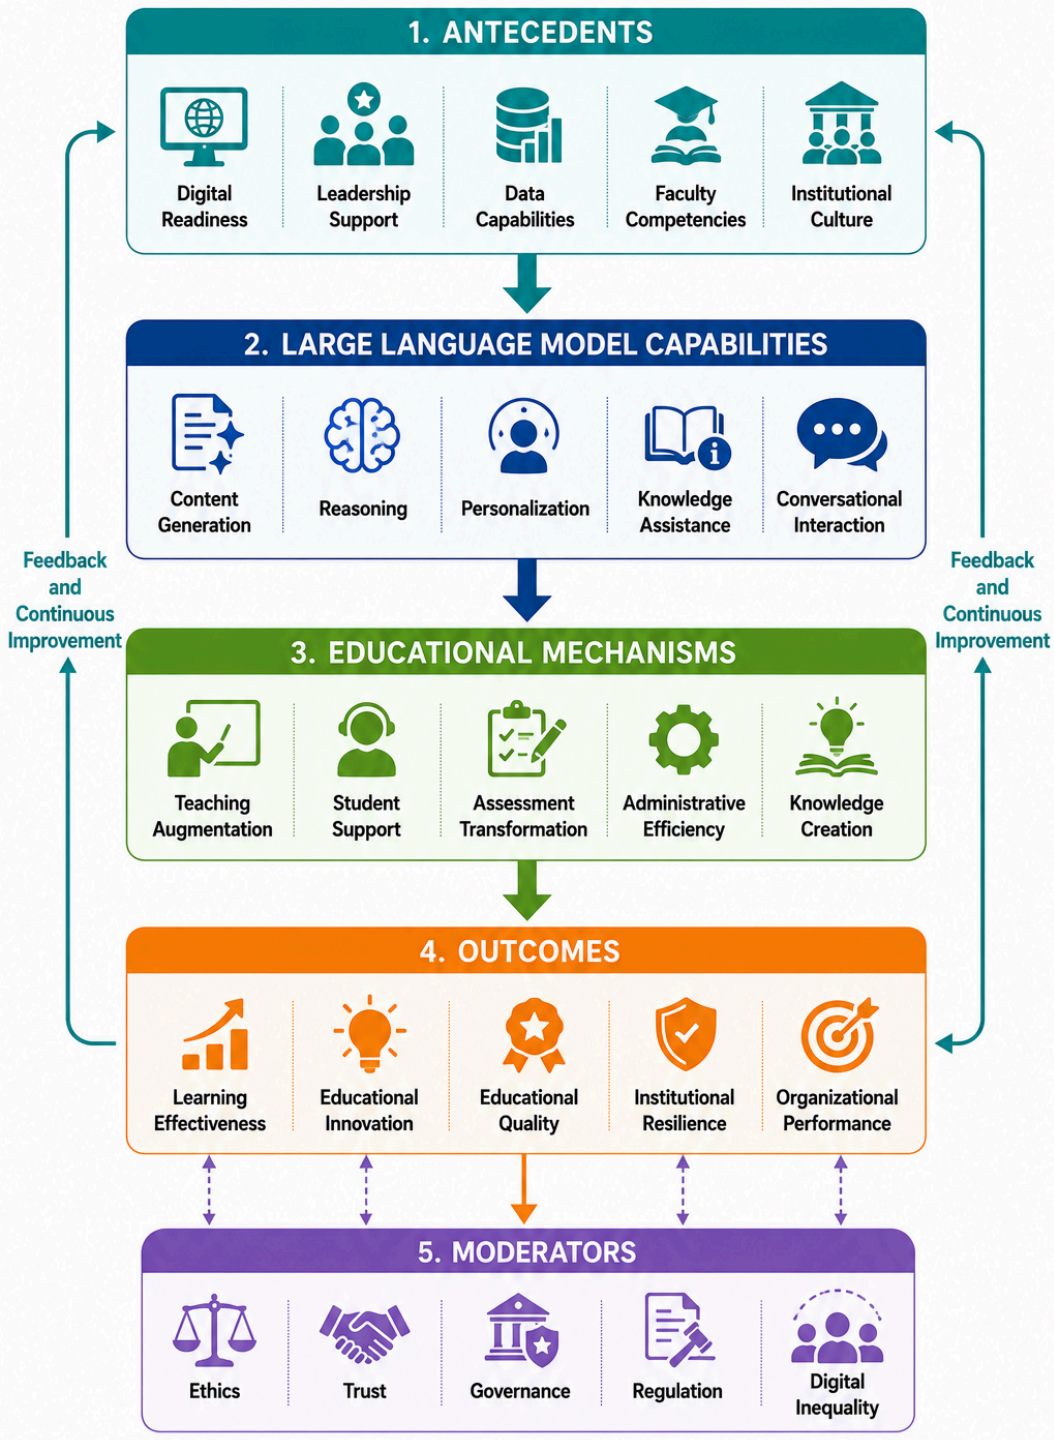 1. ANTECEDENTS
Digital
Readiness
Leadership
Support
Data
Capabilities
Faculty
Competencies
Institutional
Culture
2. LARGE LANGUAGE MODEL CAPABILITIES
Content
Generation
Reasoning
Personalization
Knowledge
Assistance
Conversational
Interaction
Feedback
and
Continuous
Improvement
Feedback
and
Continuous
Improvement
3. EDUCATIONAL MECHANISMS
Teaching
Augmentation
Student
Support
Assessment
Transformation
Administrative
Efficiency
Knowledge
Creation
4. OUTCOMES
Learning
Effectiveness
Educational
Innovation
Educational
Quality
Institutional
Resilience
Organizational
Performance
5. MODERATORS
Ethics
Trust
Governance
Regulation
Digital
Inequality